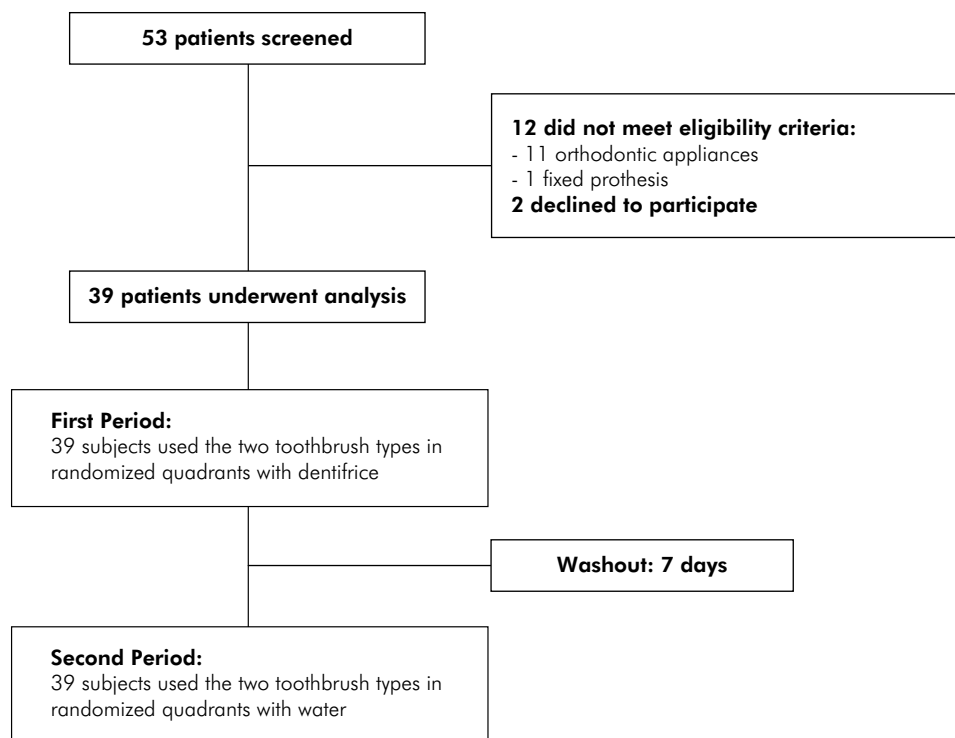 53 patients screened
12 did not meet eligibility criteria:
- 11 orthodontic appliances
- 1 fixed prothesis
2 declined to participate
39 patients underwent analysis
First Period:
39 subjects used the two toothbrush types in
randomized quadrants with dentifrice
Washout: 7 days
Second Period:
39 subjects used the two toothbrush types in
randomized quadrants with water